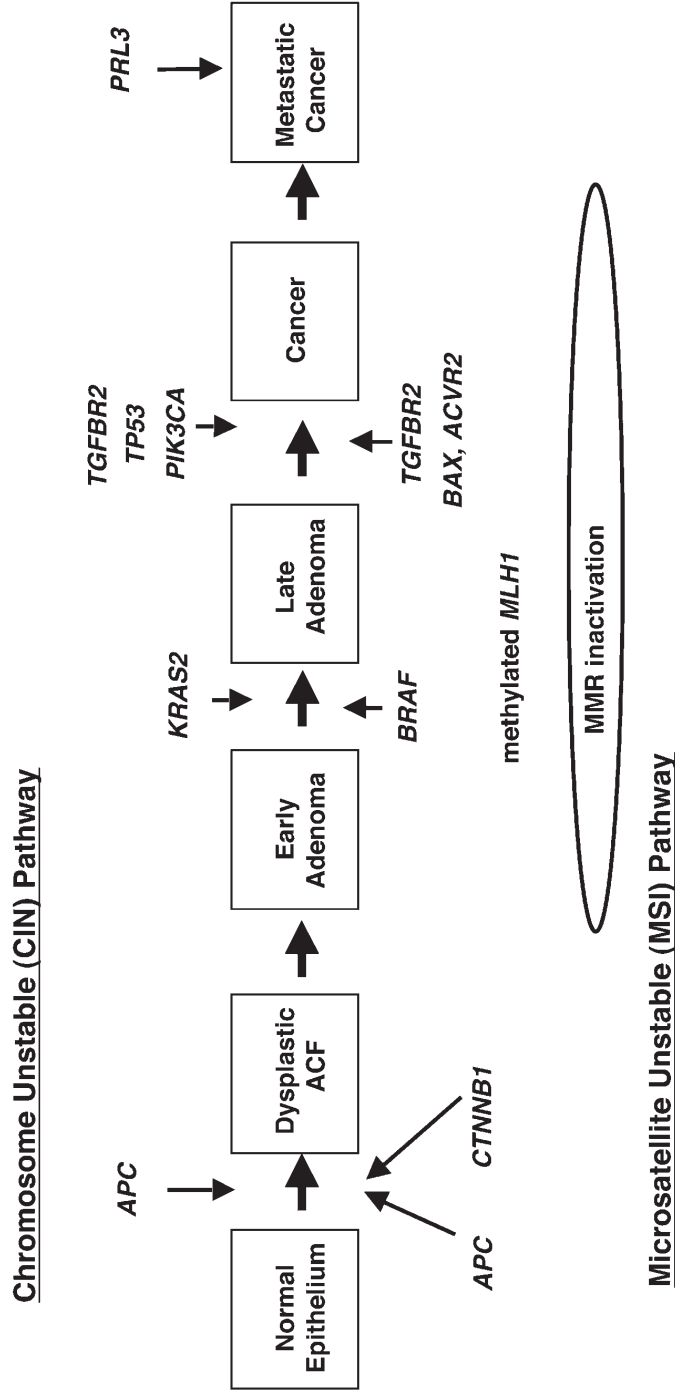 Chromosome Unstable (CIN) Pathway
APC
KRAS2
TGFBR2
TP53
PIK3CA
PRL3
Normal
Epithelium
Dysplastic
ACF
Early
Adenoma
Late
Adenoma
Cancer
Metastatic
Cancer
APC
CTNNB1
BRAF
TGFBR2
BAX, ACVR2
methylated MLH1
MMR inactivation
Microsatellite Unstable (MSI) Pathway